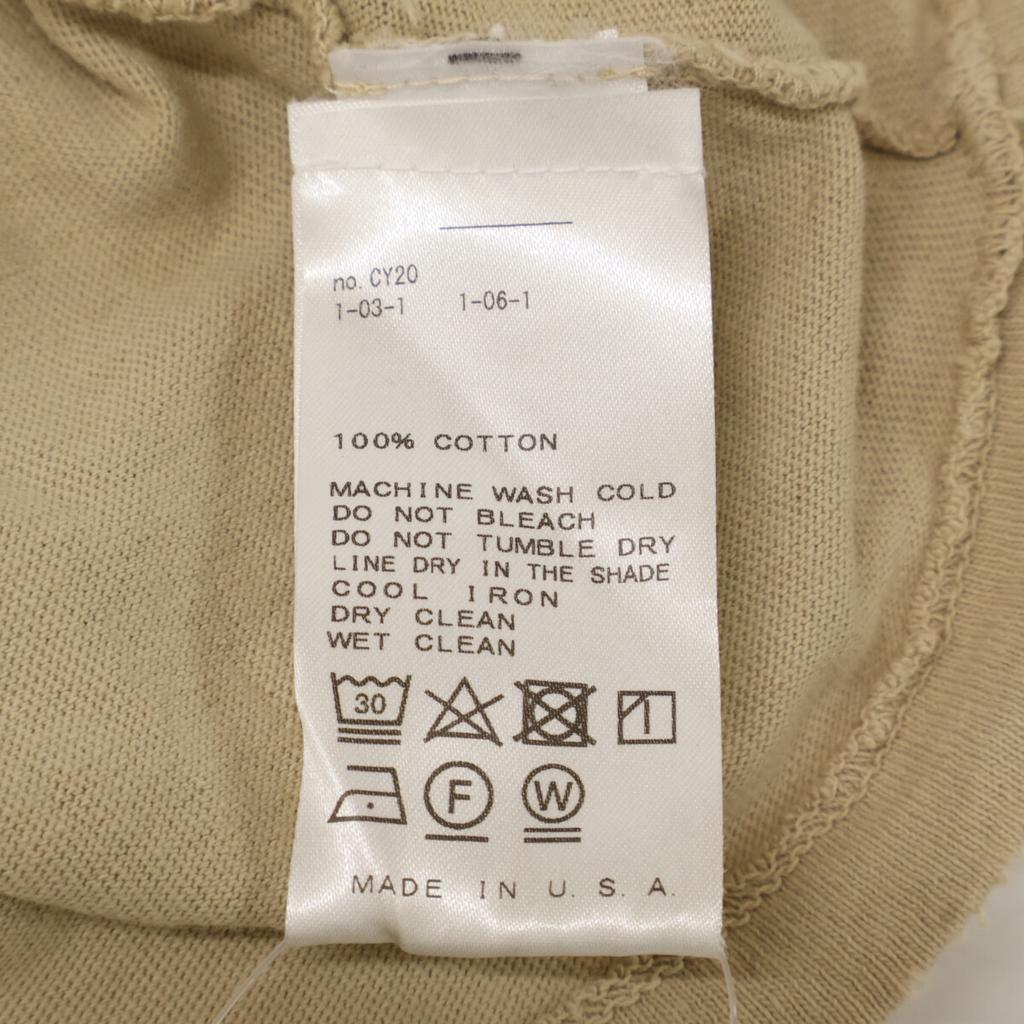 no. CY20
1-03-1 1-06-1
100% COTTON
MACHINE WASH COLD
DO NOT BLEACH
DO NOT TUMBLE DRY
LINE DRY IN THE SHADE
COOL IRON
DRY CLEAN
WET CLEAN
30
F W
MADE IN U. S. A.